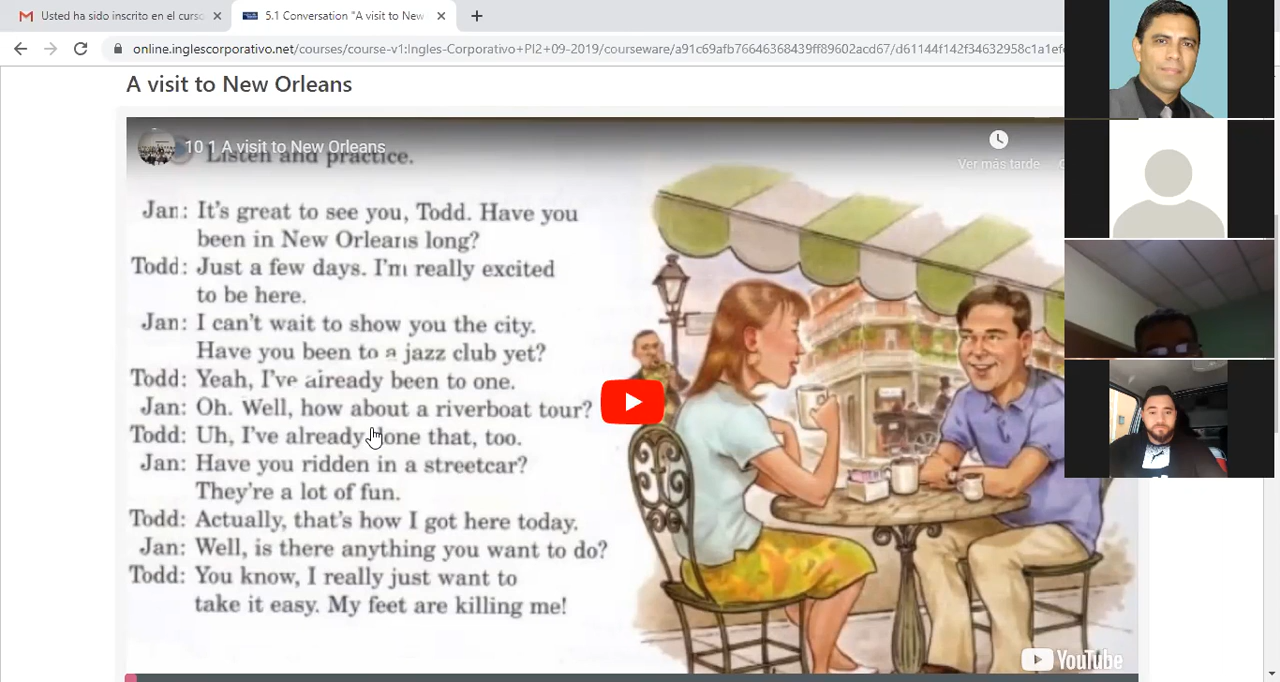 Usted ha sido inscrito en el curso
5.1 Conversation "A visit to New
online.inglescorporativo.net/courses/course-v1:Ingles-Corporativo+PI2+09-2019/courseware/a91c69afb76646368439ff89602acd67/d61144f142f34632958c1a1ef
A visit to New Orleans
10 1 A visit to New Orleans
Listen and practice.
Ver más tarde
Jan: It's great to see you, Todd. Have you
been in New Orleans long?
Todd: Just a few days. I'm really excited
to be here.
Jan: I can't wait to show you the city.
Have you been to a jazz club yet?
Todd: Yeah, I've already been to one.
Jan: Oh. Well, how about a riverboat tour?
Todd: Uh, I've already done that, too.
Jan: Have you ridden in a streetcar?
They're a lot of fun.
Todd: Actually, that's how I got here today.
Jan: Well, is there anything you want to do?
Todd: You know, I really just want to
take it easy. My feet are killing me!
YouTube